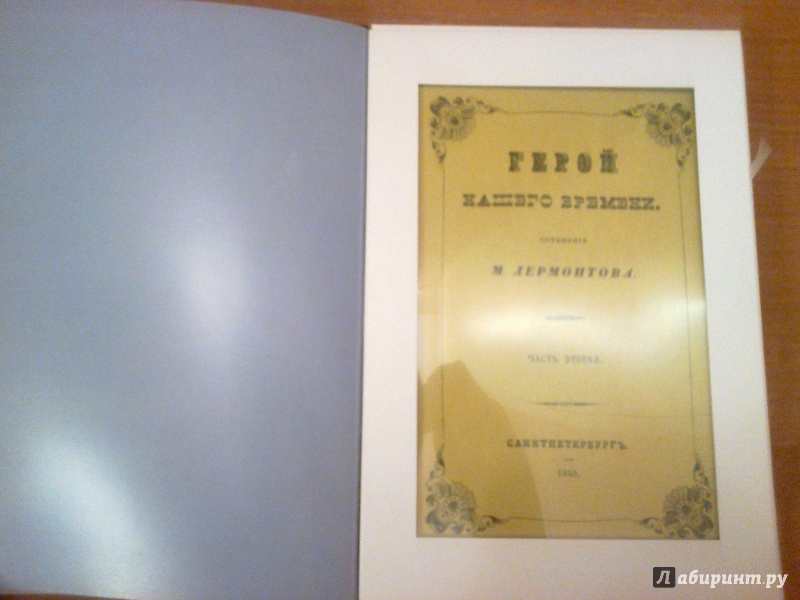 ГЕРОЙ
НАШЕГО ВРЕМЕНИ.
СОЧИНЕНІЕ
М. ЛЕРМОНТОВА.
ЧАСТЬ ВТОРАЯ.
САНКТПЕТЕРБУРГЪ.
1840.
Лабиринт.ру